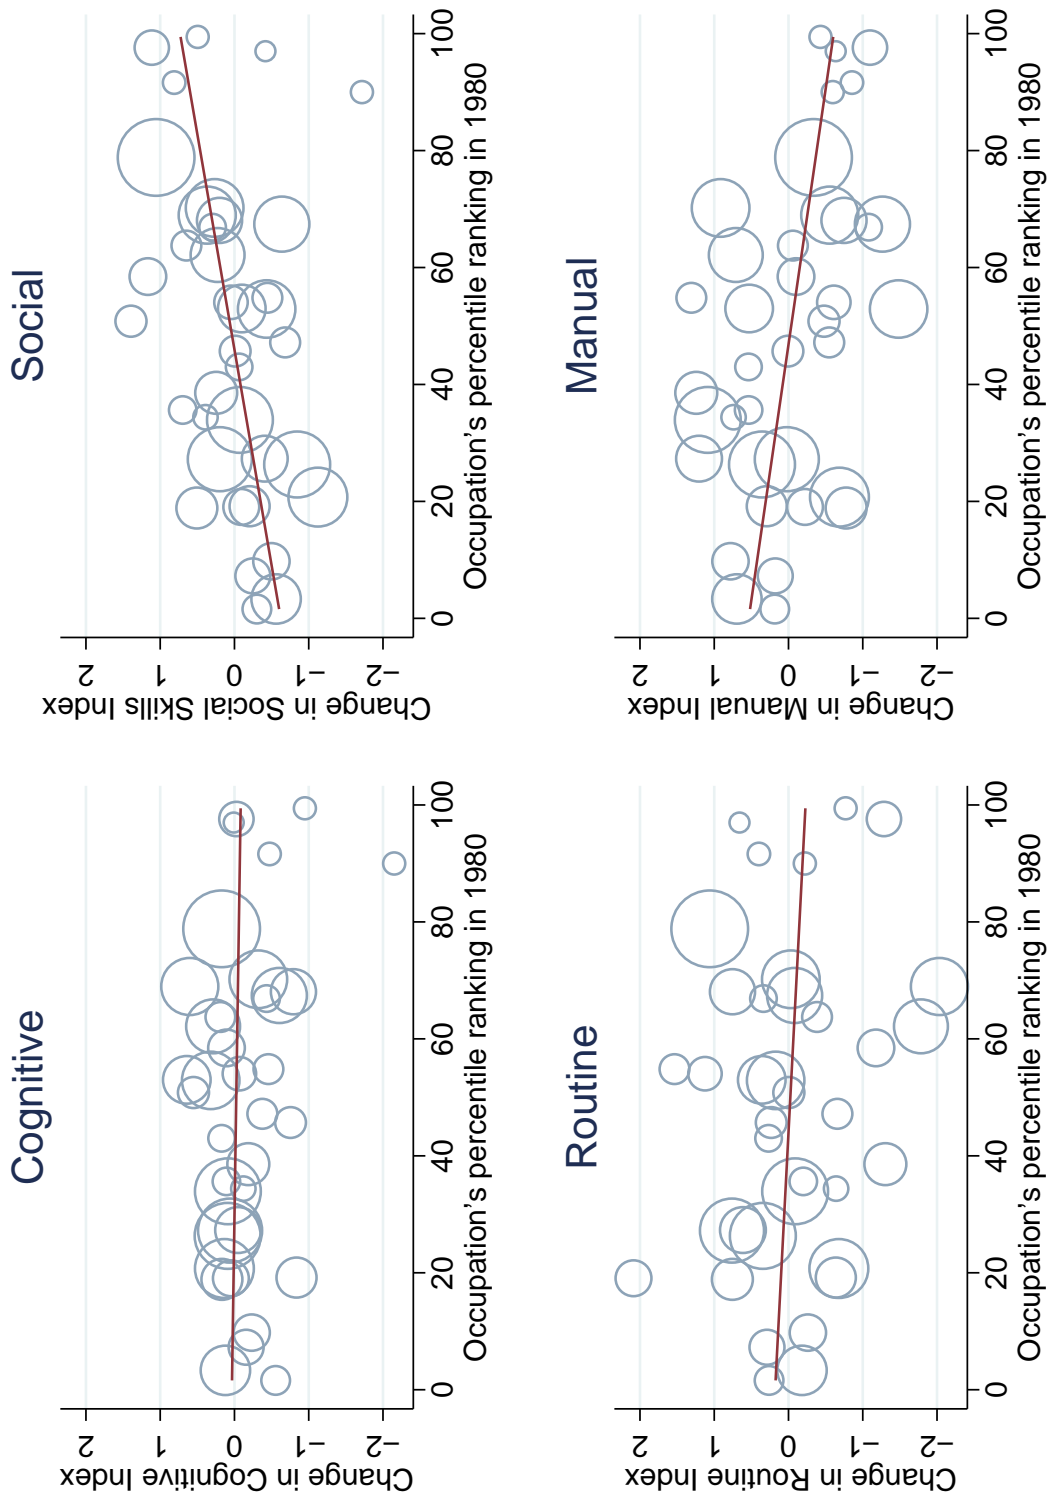 Cognitive
Change in Cognitive Index
2
1
0
−1
−2
0 20 40 60 80 100
Occupation's percentile ranking in 1980
Social
Change in Social Skills Index
2
1
0
−1
−2
0 20 40 60 80 100
Occupation's percentile ranking in 1980
Routine
Change in Routine Index
2
1
0
−1
−2
0 20 40 60 80 100
Occupation's percentile ranking in 1980
Manual
Change in Manual Index
2
1
0
−1
−2
0 20 40 60 80 100
Occupation's percentile ranking in 1980